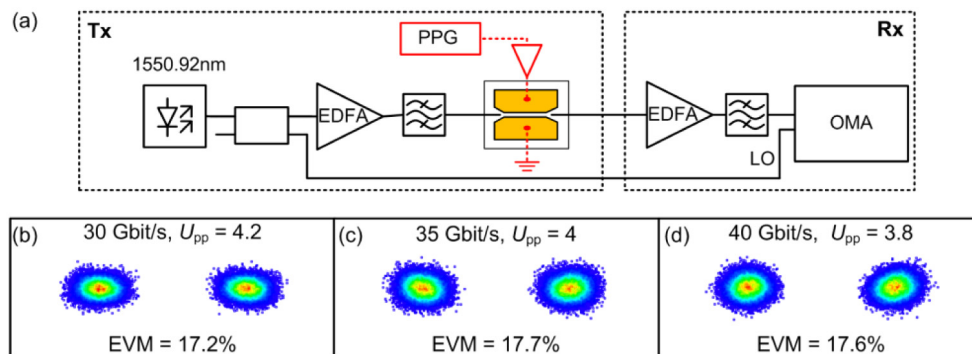 (a)
Tx
Rx
PPG
1550.92nm
EDFA
EDFA
OMA
LO
(b) 30 Gbit/s, Upp = 4.2
EVM = 17.2%
(c) 35 Gbit/s, Upp = 4
EVM = 17.7%
(d) 40 Gbit/s, Upp = 3.8
EVM = 17.6%